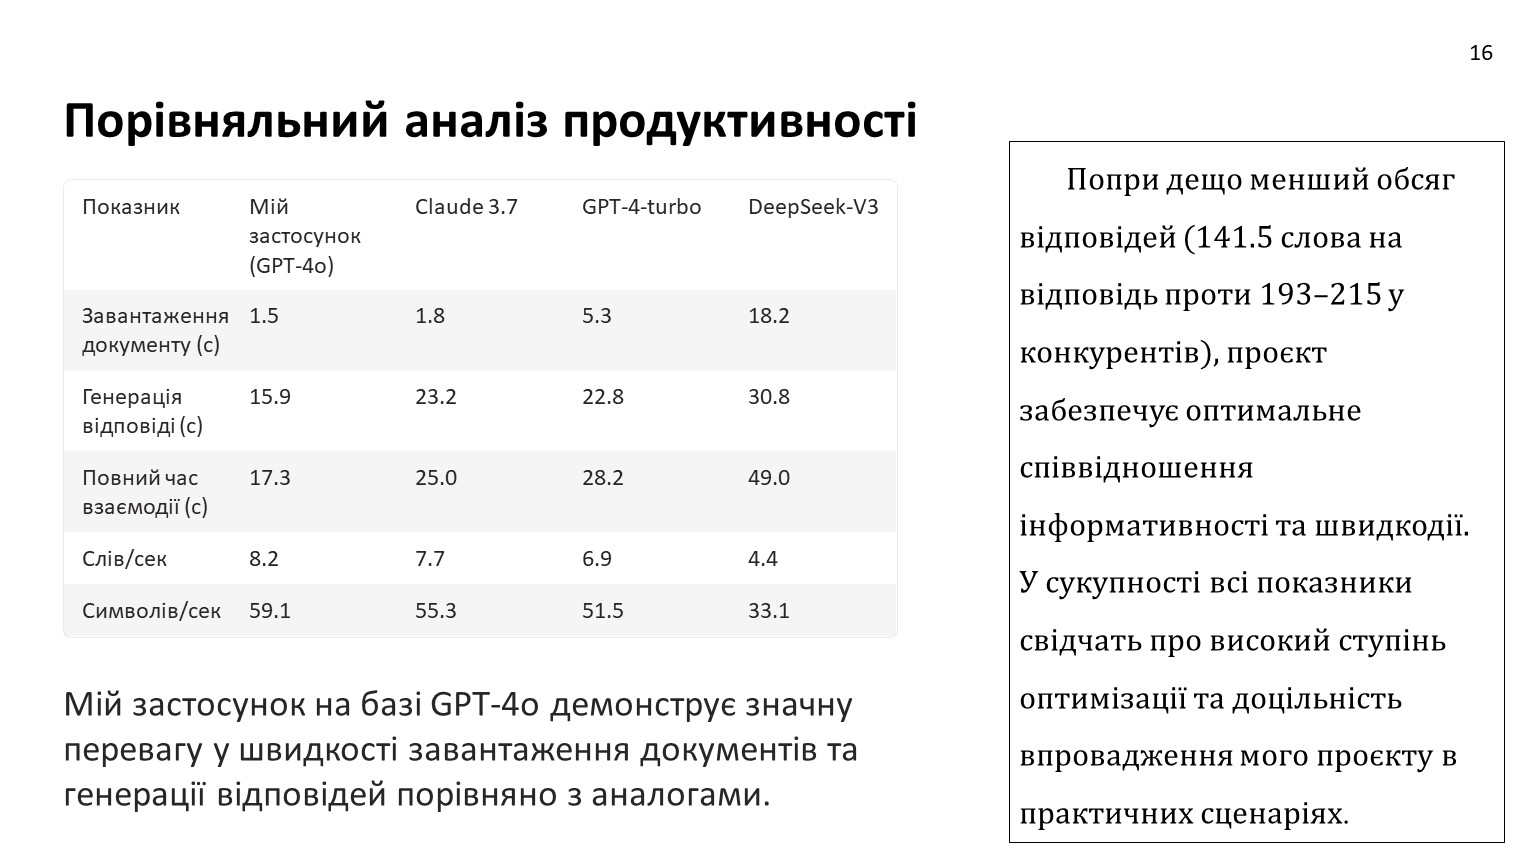 16
Порівняльний аналіз продуктивності
Показник Мій застосунок (GPT-4o) Claude 3.7 GPT-4-turbo DeepSeek-V3
Завантаження документу (с) 1.5 1.8 5.3 18.2
Генерація відповіді (с) 15.9 23.2 22.8 30.8
Повний час взаємодії (с) 17.3 25.0 28.2 49.0
Слів/сек 8.2 7.7 6.9 4.4
Символів/сек 59.1 55.3 51.5 33.1
Мій застосунок на базі GPT-4o демонструє значну
перевагу у швидкості завантаження документів та
генерації відповідей порівняно з аналогами.
Попри дещо менший обсяг
відповідей (141.5 слова на
відповідь проти 193–215 у
конкурентів), проєкт
забезпечує оптимальне
співвідношення
інформативності та швидкодії.
У сукупності всі показники
свідчать про високий ступінь
оптимізації та доцільність
впровадження мого проєкту в
практичних сценаріях.